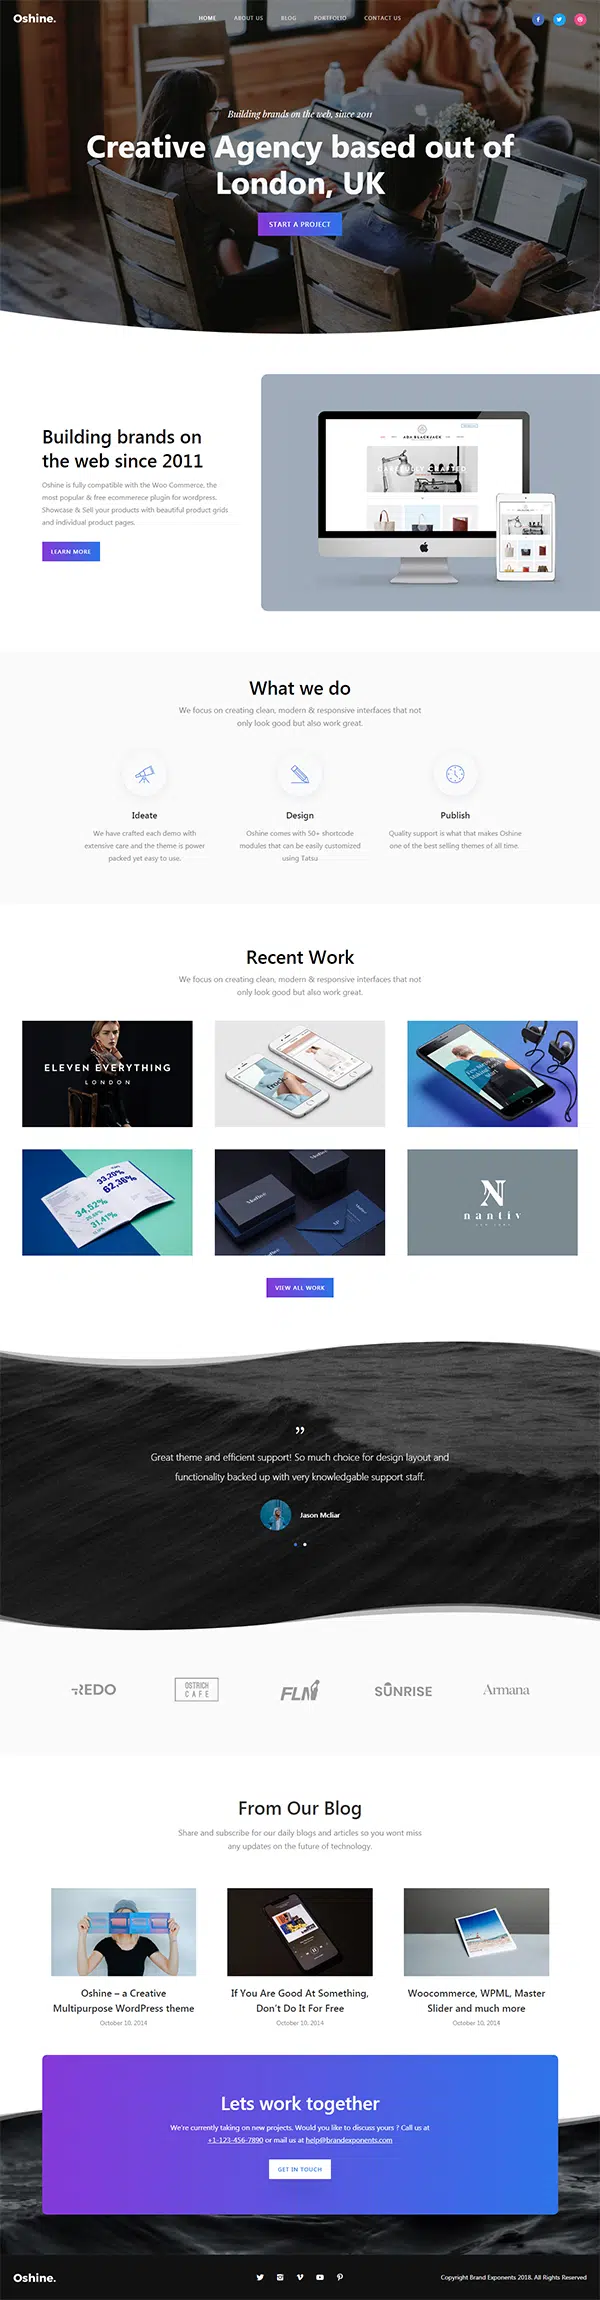 Oshine.
HOME ABOUT US BLOG PORTFOLIO CONTACT US
Building brands on the web, since 2011
Creative Agency based out of
London, UK
START A PROJECT
Building brands on
the web since 2011
Oshine is fully compatible with the Woo Commerce, the
most popular & free ecommerce plugin for wordpress.
Showcase & Sell your products with beautiful product grids
and individual product pages.
LEARN MORE
ADA BLACKJACK
CAREFULLY CRAFTED
What we do
We focus on creating clean, modern & responsive interfaces that not
only look good but also work great.
Ideate
We have crafted each demo with
extensive care and the theme is power
packed yet easy to use.
Design
Oshine comes with 50+ shortcode
modules that can be easily customized
using Tatsu
Publish
Quality support is what that makes Oshine
one of the best selling themes of all time.
Recent Work
We focus on creating clean, modern & responsive interfaces that not
only look good but also work great.
ELEVEN EVERYTHING
LONDON
33,20%
62,36%
34,52%
31,41%
N
nantiv
VIEW ALL WORK
”
Great theme and efficient support! So much choice for design layout and
functionality backed up with very knowledgable support staff.
Jason Mcliar
REDO
OSTRICH
CAFE
FLN
SUNRISE
Armana
From Our Blog
Share and subscribe for our daily blogs and articles so you wont miss
any updates on the future of technology.
Oshine – a Creative
Multipurpose WordPress theme
October 10, 2014
If You Are Good At Something,
Don't Do It For Free
October 10, 2014
Woocommerce, WPML, Master
Slider and much more
October 10, 2014
Lets work together
We're currently taking on new projects. Would you like to discuss yours ? Call us at
+1-123-456-7890 or mail us at help@brandexponents.com
GET IN TOUCH
Oshine.
Copyright Brand Exponents 2018. All Rights Reserved